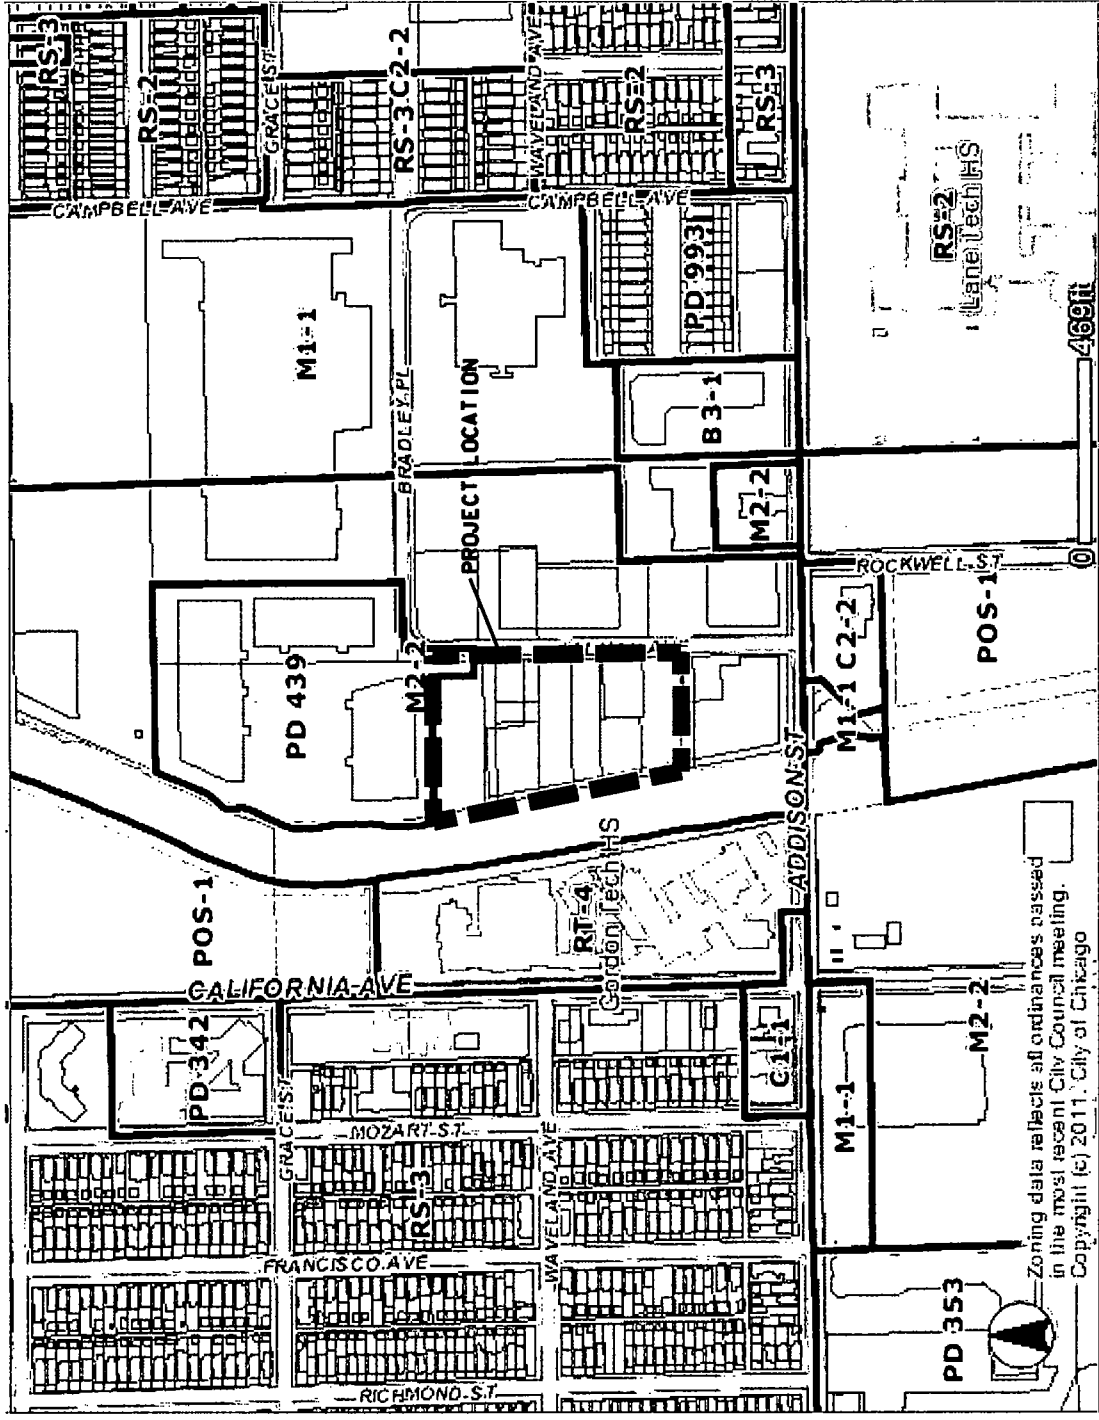 RS-3
RS-2
GRACE ST
RS-3
C2-2
WAVELAND AVE
RS-2
RS-3
CAMPBELL-AVE
CAMPBELL-AVE
M1-1
BRADLEY PL
PROJECT LOCATION
PD 993
RS-2
Lane Tech HS
B3-1
M2-2
0
469ft
ROCKWELL-ST
PD 439
M2-2
M1-1
C2-2
POS-1
ADDISON ST
POS-1
RT-4
Gordon Tech HS
CALIFORNIA-AVE
PD 342
GRACE ST
MOZART-ST
RS-3
WAVELAND AVE
FRANCISCO AVE
RICHMOND-ST
C1-1
M1-1
M2-2
PD 353
Zoning data reflects all ordinances passed
in the most recent City Council meeting.
Copyright (c) 2011, City of Chicago